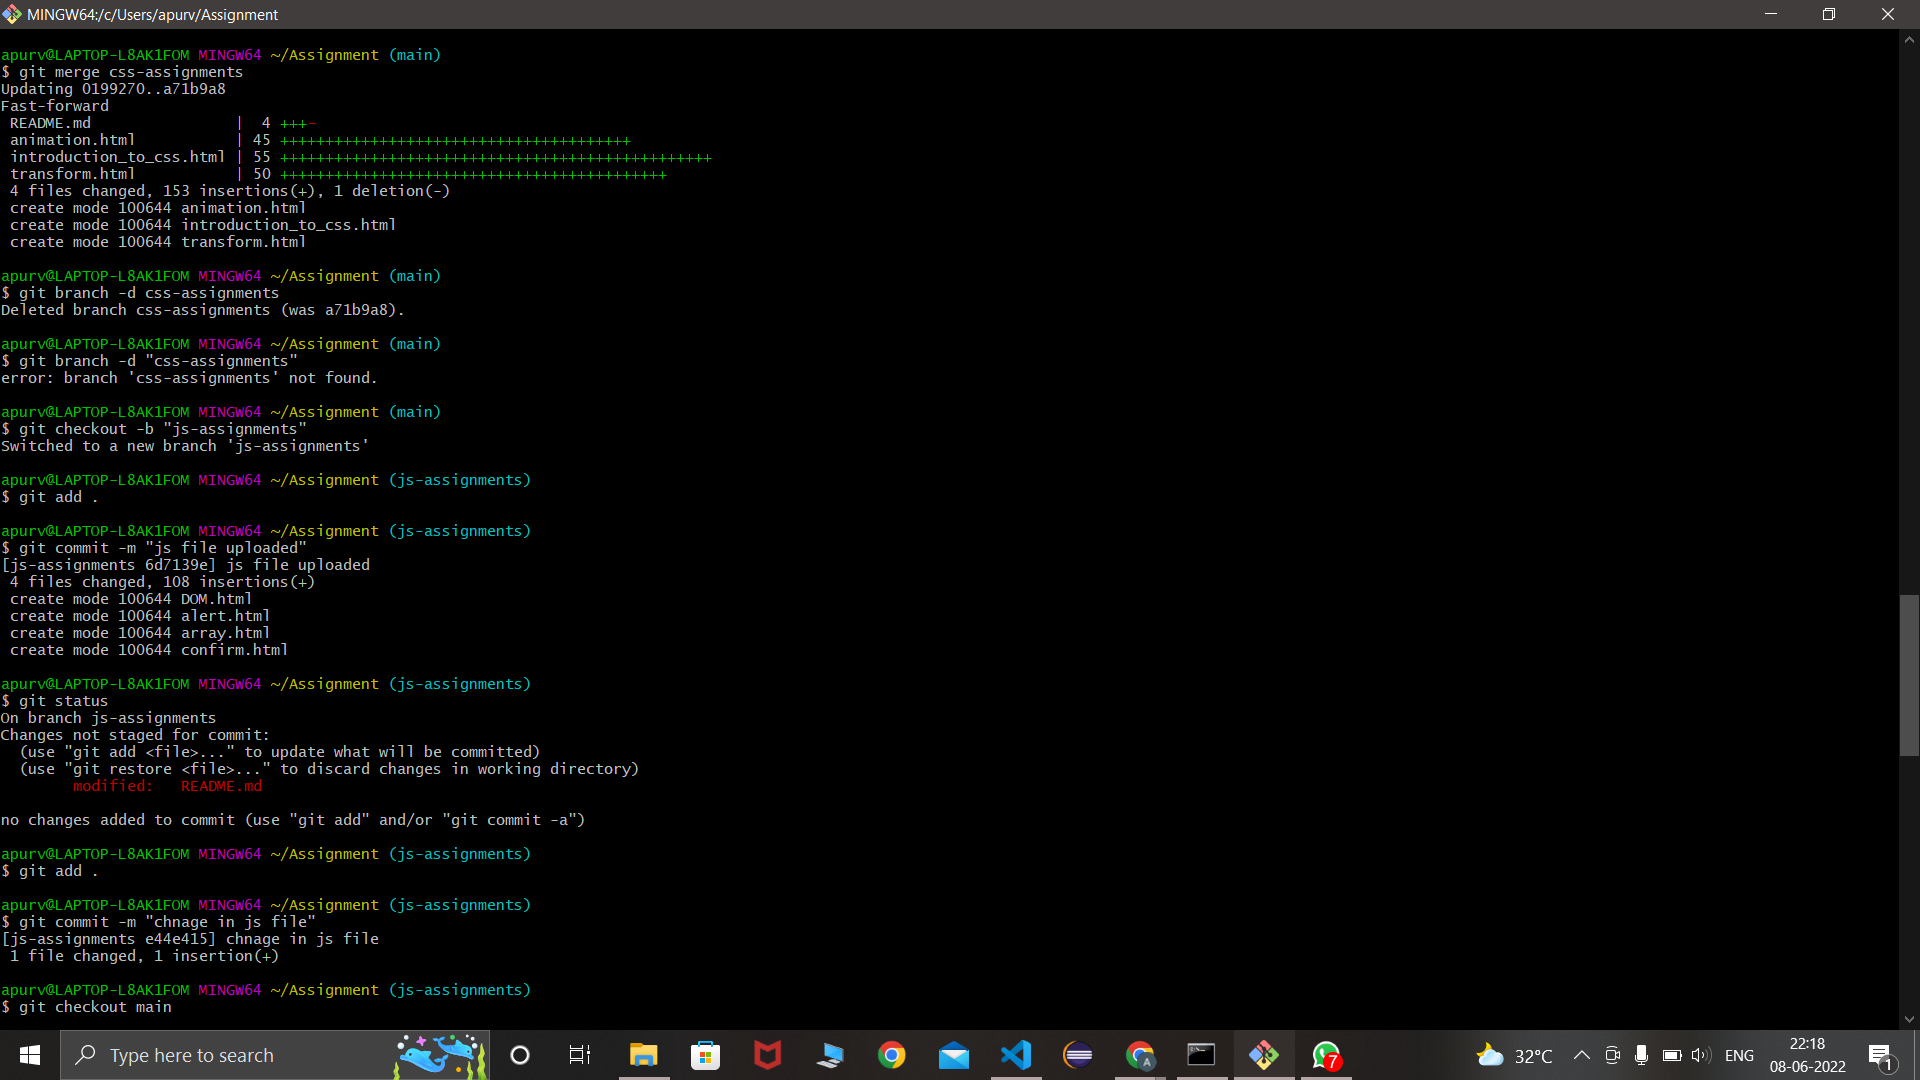 MINGW64:/c/Users/apurv/Assignment
apurv@LAPTOP-L8AK1FOM MINGW64 ~/Assignment (main)
$ git merge css-assignments
Updating 0199270..a71b9a8
Fast-forward
 README.md             |  4 +++-
 animation.html        | 45 +++++++++++++++++++++++++++++++++++++++
 introduction_to_css.html | 55 ++++++++++++++++++++++++++++++++++++++++++++++++
 transform.html        | 50 +++++++++++++++++++++++++++++++++++++++++++
 4 files changed, 153 insertions(+), 1 deletion(-)
 create mode 100644 animation.html
 create mode 100644 introduction_to_css.html
 create mode 100644 transform.html
apurv@LAPTOP-L8AK1FOM MINGW64 ~/Assignment (main)
$ git branch -d css-assignments
Deleted branch css-assignments (was a71b9a8).
apurv@LAPTOP-L8AK1FOM MINGW64 ~/Assignment (main)
$ git branch -d "css-assignments"
error: branch 'css-assignments' not found.
apurv@LAPTOP-L8AK1FOM MINGW64 ~/Assignment (main)
$ git checkout -b "js-assignments"
Switched to a new branch 'js-assignments'
apurv@LAPTOP-L8AK1FOM MINGW64 ~/Assignment (js-assignments)
$ git add .
apurv@LAPTOP-L8AK1FOM MINGW64 ~/Assignment (js-assignments)
$ git commit -m "js file uploaded"
[js-assignments 6d7139e] js file uploaded
 4 files changed, 108 insertions(+)
 create mode 100644 DOM.html
 create mode 100644 alert.html
 create mode 100644 array.html
 create mode 100644 confirm.html
apurv@LAPTOP-L8AK1FOM MINGW64 ~/Assignment (js-assignments)
$ git status
On branch js-assignments
Changes not staged for commit:
  (use "git add <file>..." to update what will be committed)
  (use "git restore <file>..." to discard changes in working directory)
        modified:   README.md
no changes added to commit (use "git add" and/or "git commit -a")
apurv@LAPTOP-L8AK1FOM MINGW64 ~/Assignment (js-assignments)
$ git add .
apurv@LAPTOP-L8AK1FOM MINGW64 ~/Assignment (js-assignments)
$ git commit -m "chnage in js file"
[js-assignments e44e415] chnage in js file
 1 file changed, 1 insertion(+)
apurv@LAPTOP-L8AK1FOM MINGW64 ~/Assignment (js-assignments)
$ git checkout main
Type here to search
A
7
32°C
ENG
22:18
08-06-2022
1